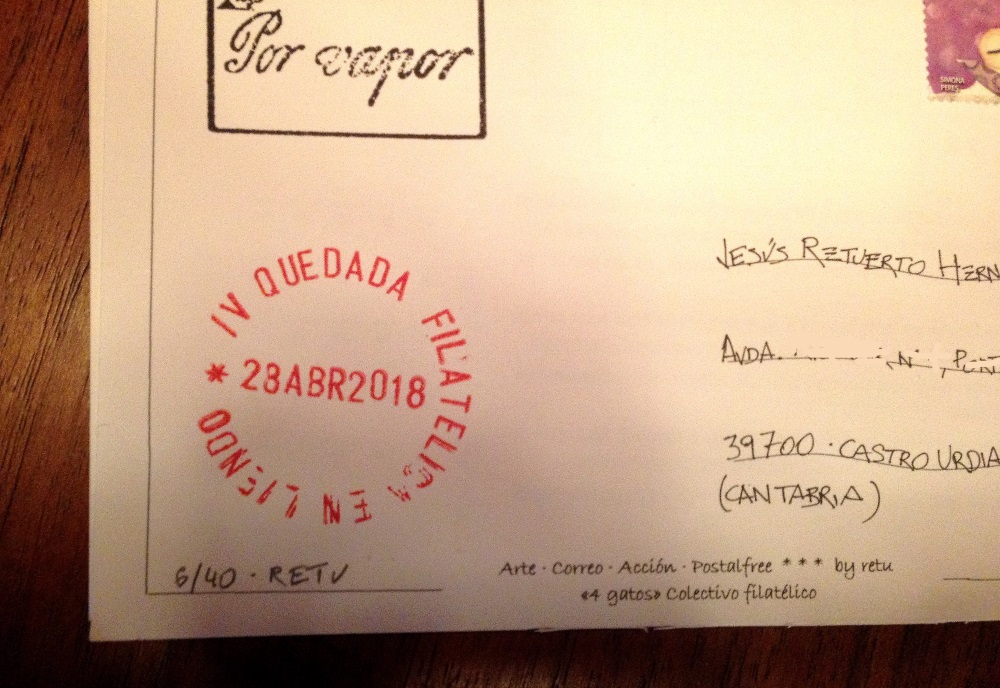 Por vapor
SIMONA
PERES
IV QUEDADA FILATELICA EN LIENDO *
28ABR2018
JESÚS RETUERTO HERN
AVDA.
39700 · CASTRO URDIA
(CANTABRIA)
6/40 · RETU
Arte · Correo · Acción · Postalfree * * * by retu
«4 gatos» Colectivo filatélico